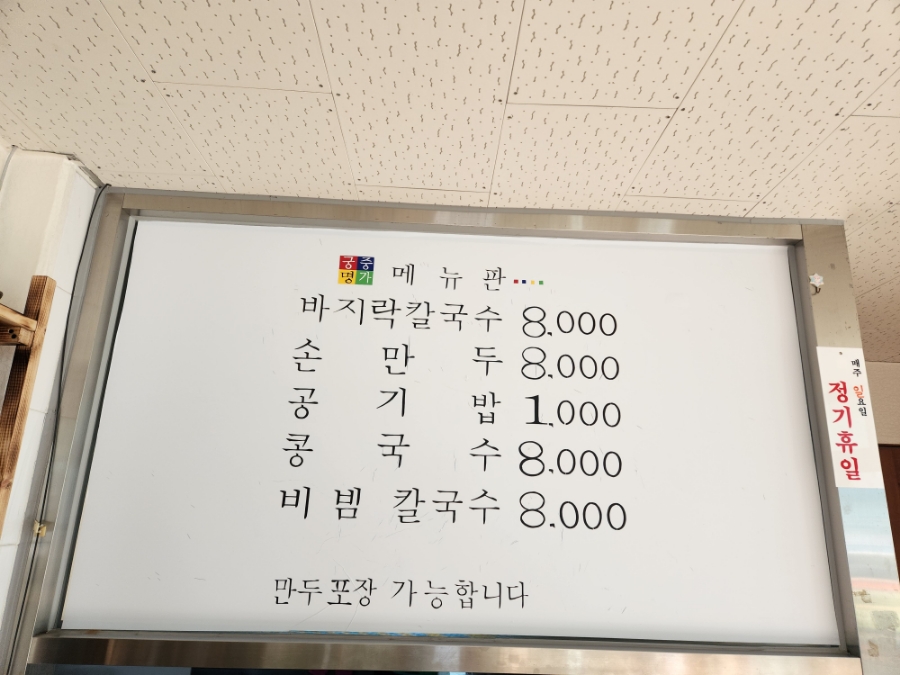 궁중
명가
메뉴판....
바지락칼국수 8,000
손만두 8,000
공기밥 1,000
콩국수 8,000
비빔 칼국수 8,000
만두포장 가능합니다
매주 일요일
정기휴일